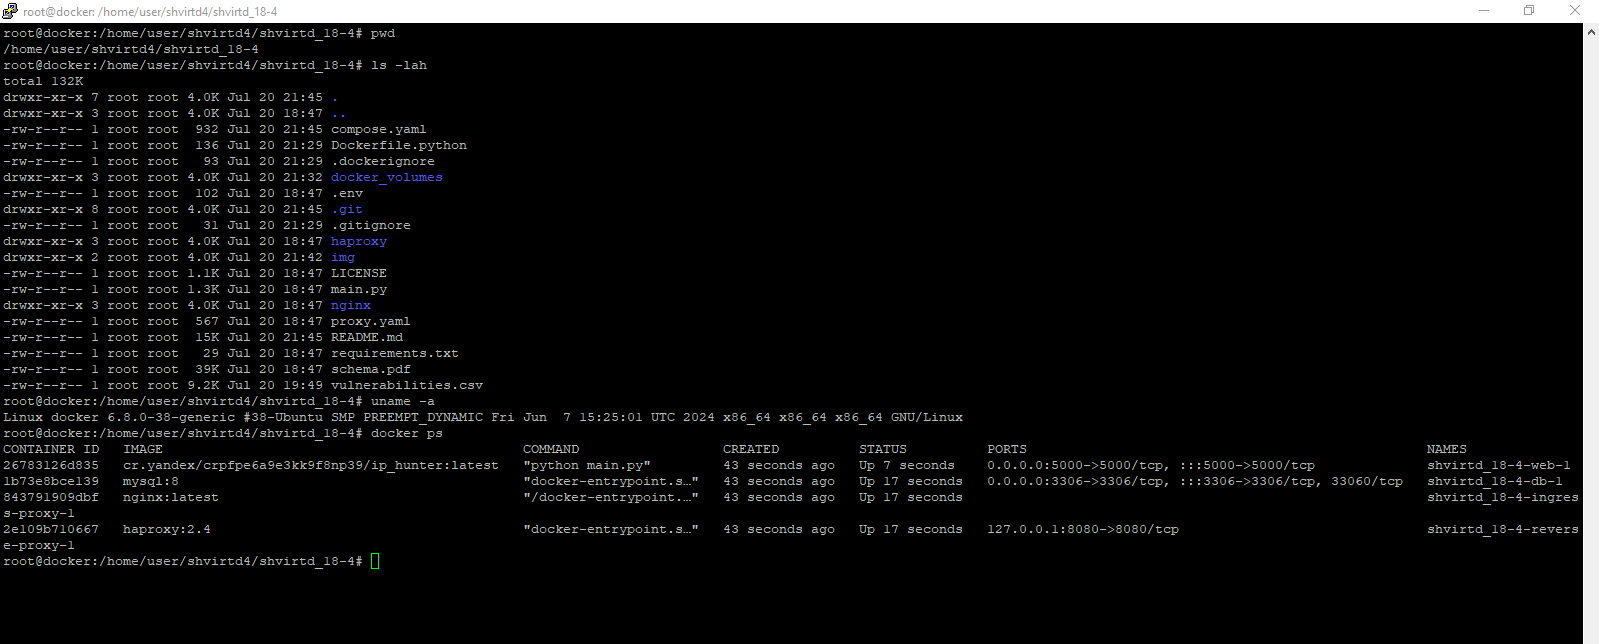 root@docker: /home/user/shvirtd4/shvirtd_18-4
root@docker:/home/user/shvirtd4/shvirtd_18-4# pwd
/home/user/shvirtd4/shvirtd_18-4
root@docker:/home/user/shvirtd4/shvirtd_18-4# ls -lah
total 132K
drwxr-xr-x 7 root root 4.0K Jul 20 21:45 .
drwxr-xr-x 3 root root 4.0K Jul 20 18:47 ..
-rw-r--r-- 1 root root  932 Jul 20 21:45 compose.yaml
-rw-r--r-- 1 root root  136 Jul 20 21:29 Dockerfile.python
-rw-r--r-- 1 root root   93 Jul 20 21:29 .dockerignore
drwxr-xr-x 3 root root 4.0K Jul 20 21:32 docker_volumes
-rw-r--r-- 1 root root  102 Jul 20 18:47 .env
drwxr-xr-x 8 root root 4.0K Jul 20 21:45 .git
-rw-r--r-- 1 root root   31 Jul 20 21:29 .gitignore
drwxr-xr-x 3 root root 4.0K Jul 20 18:47 haproxy
drwxr-xr-x 2 root root 4.0K Jul 20 21:42 img
-rw-r--r-- 1 root root 1.1K Jul 20 18:47 LICENSE
-rw-r--r-- 1 root root 1.3K Jul 20 18:47 main.py
drwxr-xr-x 3 root root 4.0K Jul 20 18:47 nginx
-rw-r--r-- 1 root root  567 Jul 20 18:47 proxy.yaml
-rw-r--r-- 1 root root  15K Jul 20 21:45 README.md
-rw-r--r-- 1 root root   29 Jul 20 18:47 requirements.txt
-rw-r--r-- 1 root root  39K Jul 20 18:47 schema.pdf
-rw-r--r-- 1 root root 9.2K Jul 20 19:49 vulnerabilities.csv
root@docker:/home/user/shvirtd4/shvirtd_18-4# uname -a
Linux docker 6.8.0-38-generic #38-Ubuntu SMP PREEMPT_DYNAMIC Fri Jun  7 15:25:01 UTC 2024 x86_64 x86_64 x86_64 GNU/Linux
root@docker:/home/user/shvirtd4/shvirtd_18-4# docker ps
CONTAINER ID   IMAGE                                            COMMAND                  CREATED          STATUS          PORTS                                                  NAMES
26783126d835   cr.yandex/crpfpe6a9e3kk9f8np39/ip_hunter:latest   "python main.py"         43 seconds ago   Up 7 seconds    0.0.0.0:5000->5000/tcp, :::5000->5000/tcp              shvirtd_18-4-web-1
1b73e8bce139   mysql:8                                           "docker-entrypoint.s…"   43 seconds ago   Up 17 seconds   0.0.0.0:3306->3306/tcp, :::3306->3306/tcp, 33060/tcp   shvirtd_18-4-db-1
843791909dbf   nginx:latest                                      "/docker-entrypoint.…"   43 seconds ago   Up 17 seconds                                                          shvirtd_18-4-ingres
s-proxy-1
2e109b710667   haproxy:2.4                                       "docker-entrypoint.s…"   43 seconds ago   Up 17 seconds   127.0.0.1:8080->8080/tcp                               shvirtd_18-4-revers
e-proxy-1
root@docker:/home/user/shvirtd4/shvirtd_18-4#